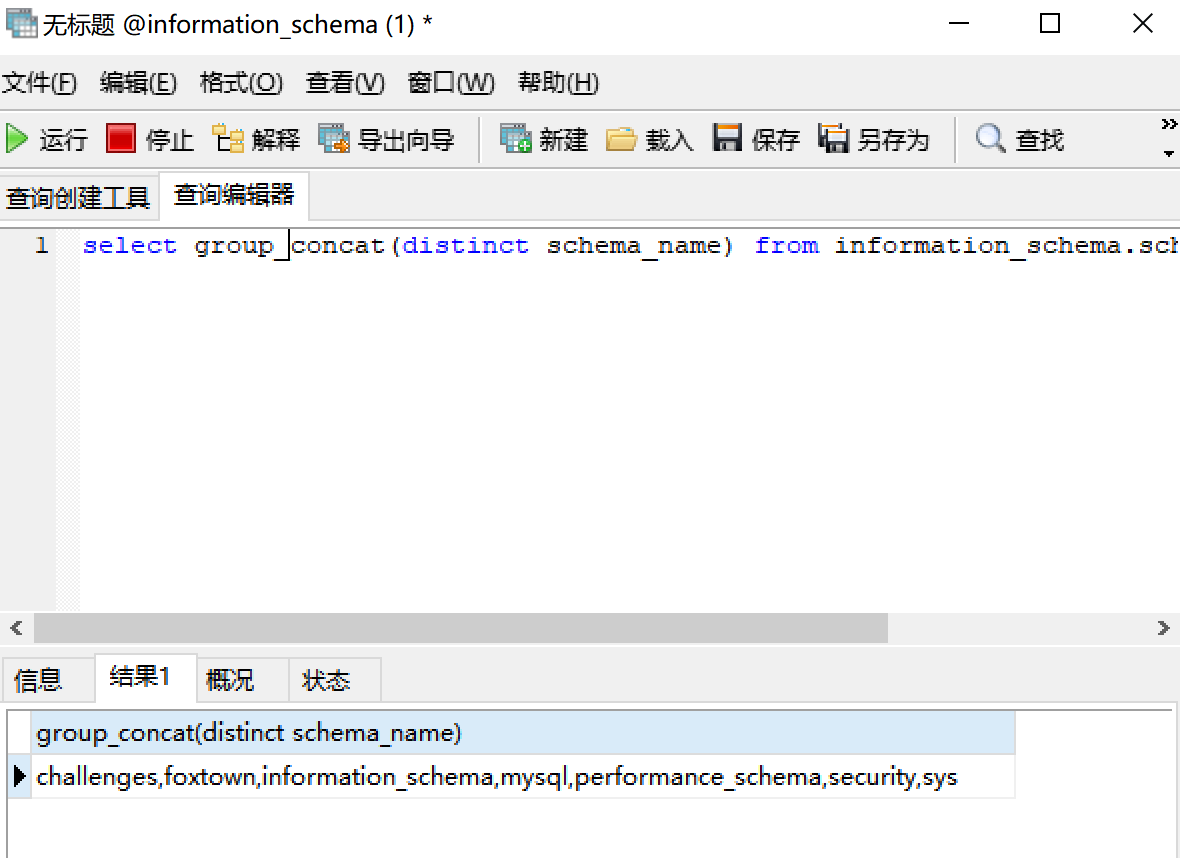 无标题 @information_schema (1) *
文件(F) 编辑(E) 格式(O) 查看(V) 窗口(W) 帮助(H)
运行 停止 解释 导出向导 新建 载入 保存 另存为 查找
查询创建工具 查询编辑器
1 select group_concat(distinct schema_name) from information_schema.sch
信息 结果1 概况 状态
group_concat(distinct schema_name)
challenges,foxtown,information_schema,mysql,performance_schema,security,sys